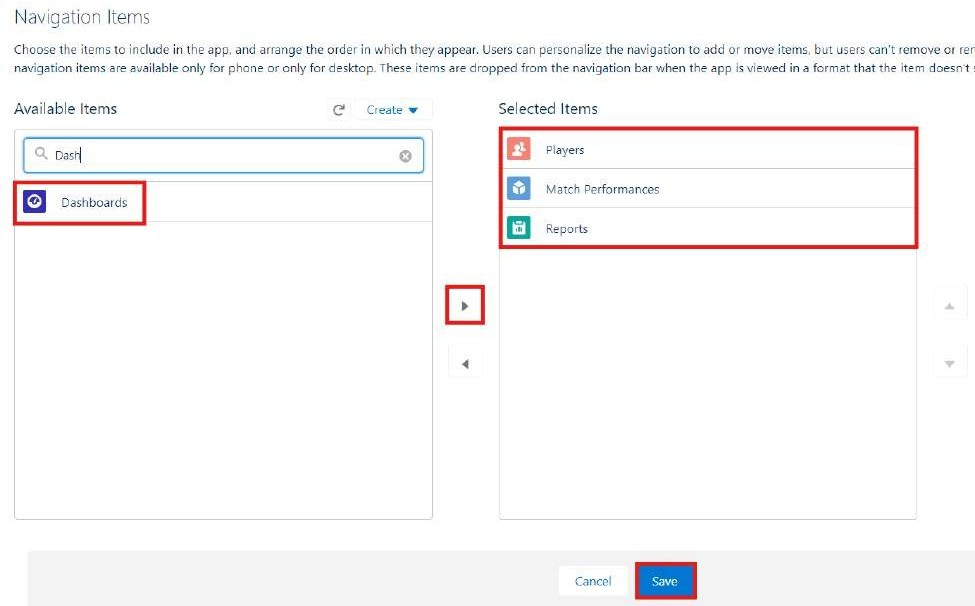 Navigation Items
Choose the items to include in the app, and arrange the order in which they appear. Users can personalize the navigation to add or move items, but users can't remove or
navigation items are available only for phone or only for desktop. These items are dropped from the navigation bar when the app is viewed in a format that the item doesn't
Available Items
Create
Selected Items
Dash
Dashboards
Players
Match Performances
Reports
Cancel
Save